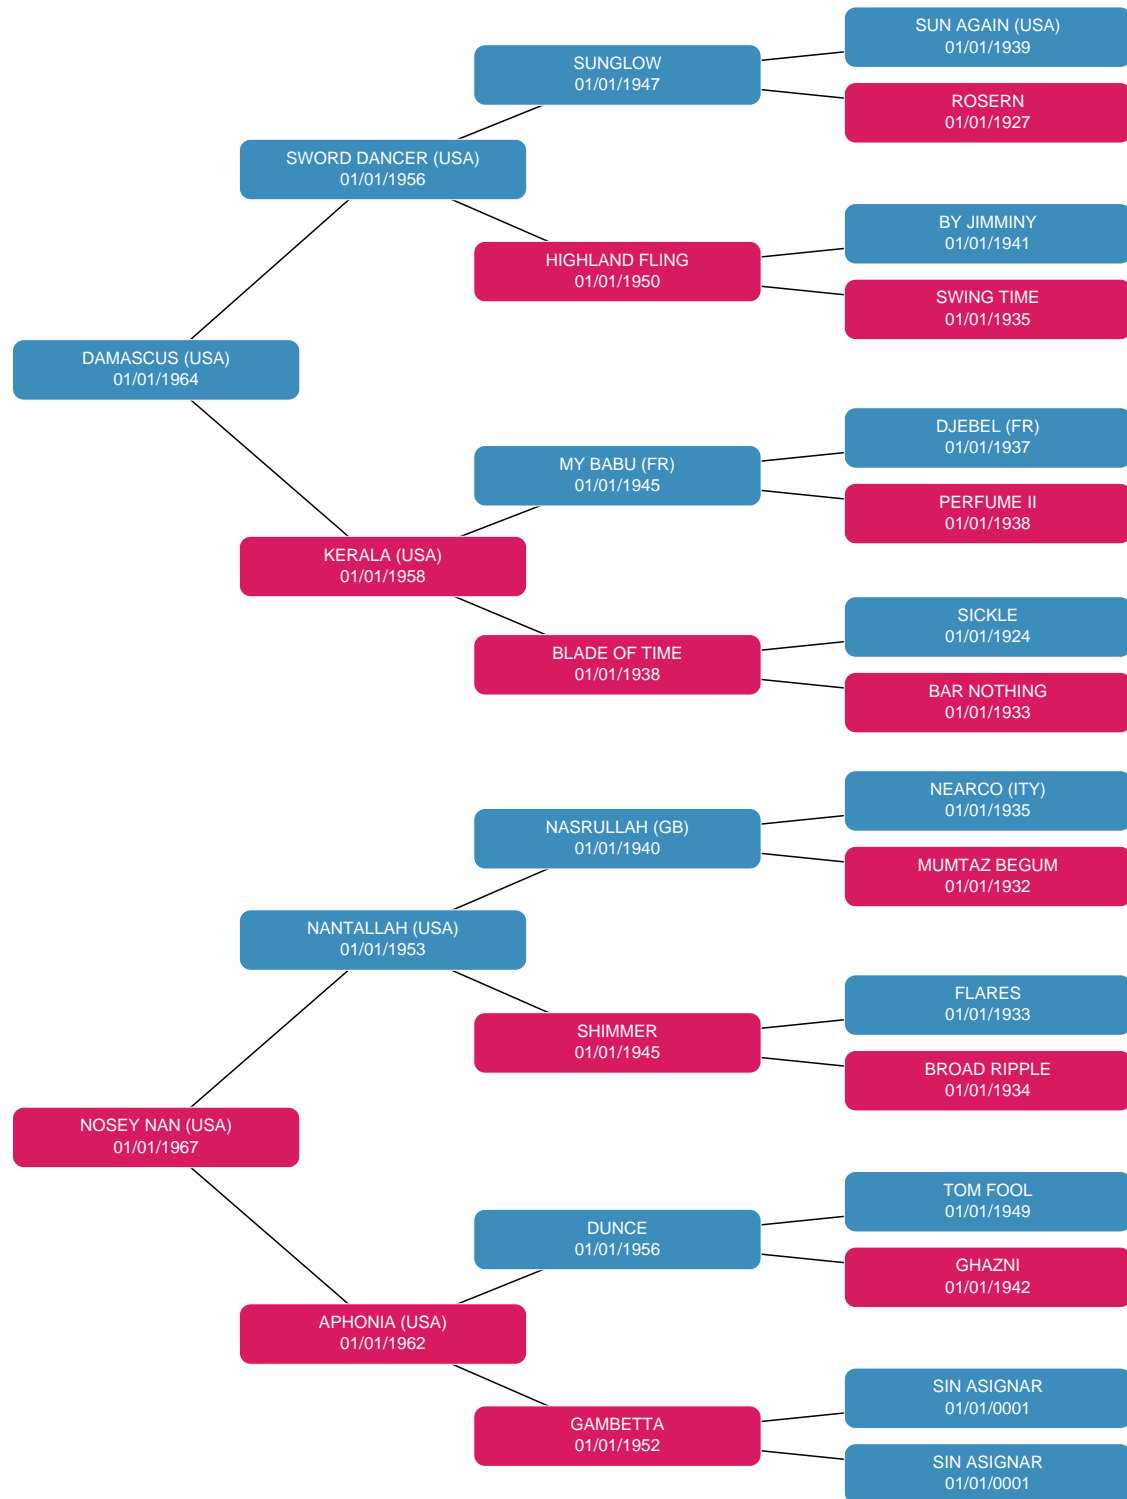 SUN AGAIN (USA)
01/01/1939
SUNGLOW
01/01/1947
ROSERN
01/01/1927
SWORD DANCER (USA)
01/01/1956
BY JIMMINY
01/01/1941
HIGHLAND FLING
01/01/1950
SWING TIME
01/01/1935
DAMASCUS (USA)
01/01/1964
DJEBEL (FR)
01/01/1937
MY BABU (FR)
01/01/1945
PERFUME II
01/01/1938
KERALA (USA)
01/01/1958
SICKLE
01/01/1924
BLADE OF TIME
01/01/1938
BAR NOTHING
01/01/1933
NEARCO (ITY)
01/01/1935
NASRULLAH (GB)
01/01/1940
MUMTAZ BEGUM
01/01/1932
NANTALLAH (USA)
01/01/1953
FLARES
01/01/1933
SHIMMER
01/01/1945
BROAD RIPPLE
01/01/1934
NOSEY NAN (USA)
01/01/1967
TOM FOOL
01/01/1949
DUNCE
01/01/1956
GHAZNI
01/01/1942
APHONIA (USA)
01/01/1962
SIN ASIGNAR
01/01/0001
GAMBETTA
01/01/1952
SIN ASIGNAR
01/01/0001